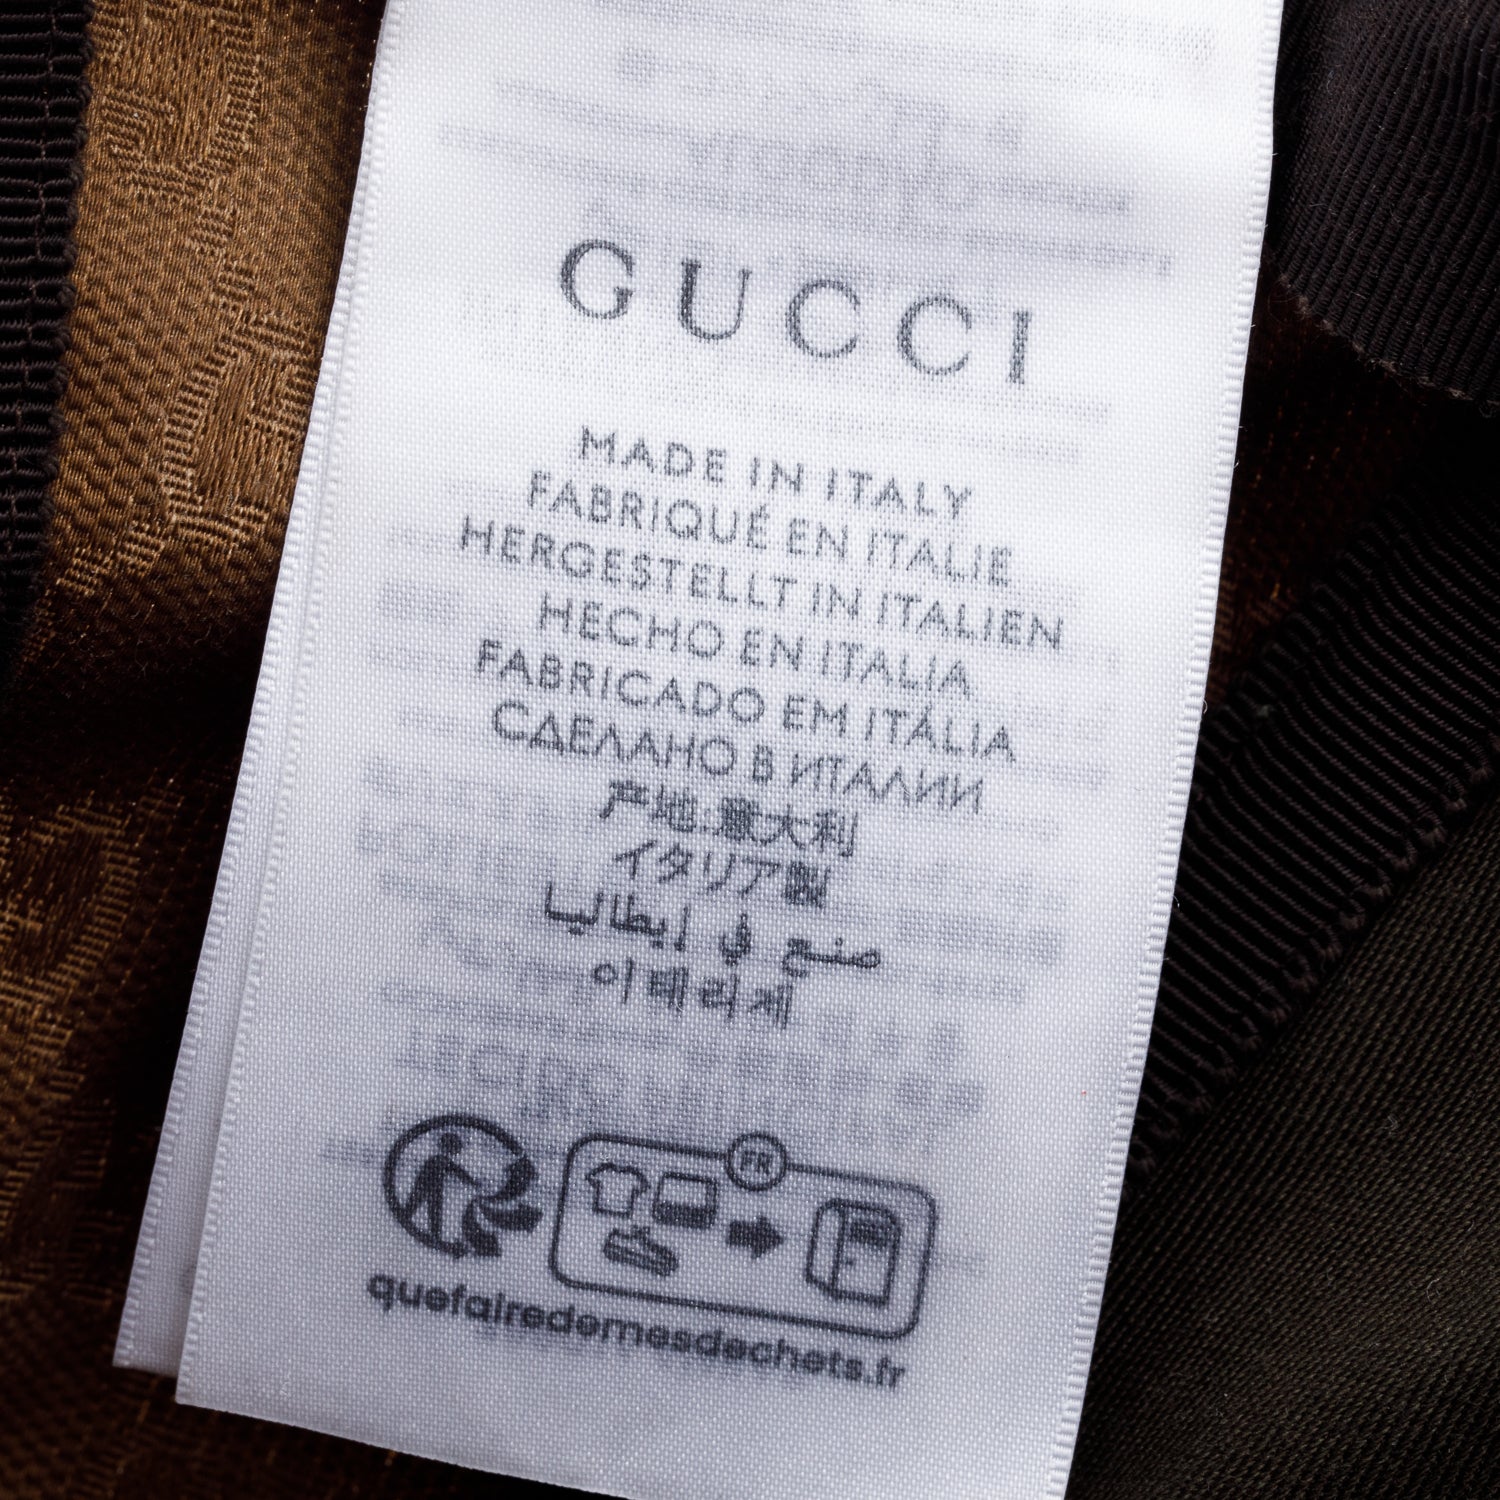 GUCCI
MADE IN ITALY
FABRIQUÉ EN ITALIE
HERGESTELLT IN ITALIEN
HECHO EN ITALIA
FABRICADO EM ITÁLIA
СДЕЛАНО В ИТАЛИИ
产地:意大利
イタリア製
صنع في إيطاليا
이태리제
FR
quefairedemesdechets.fr